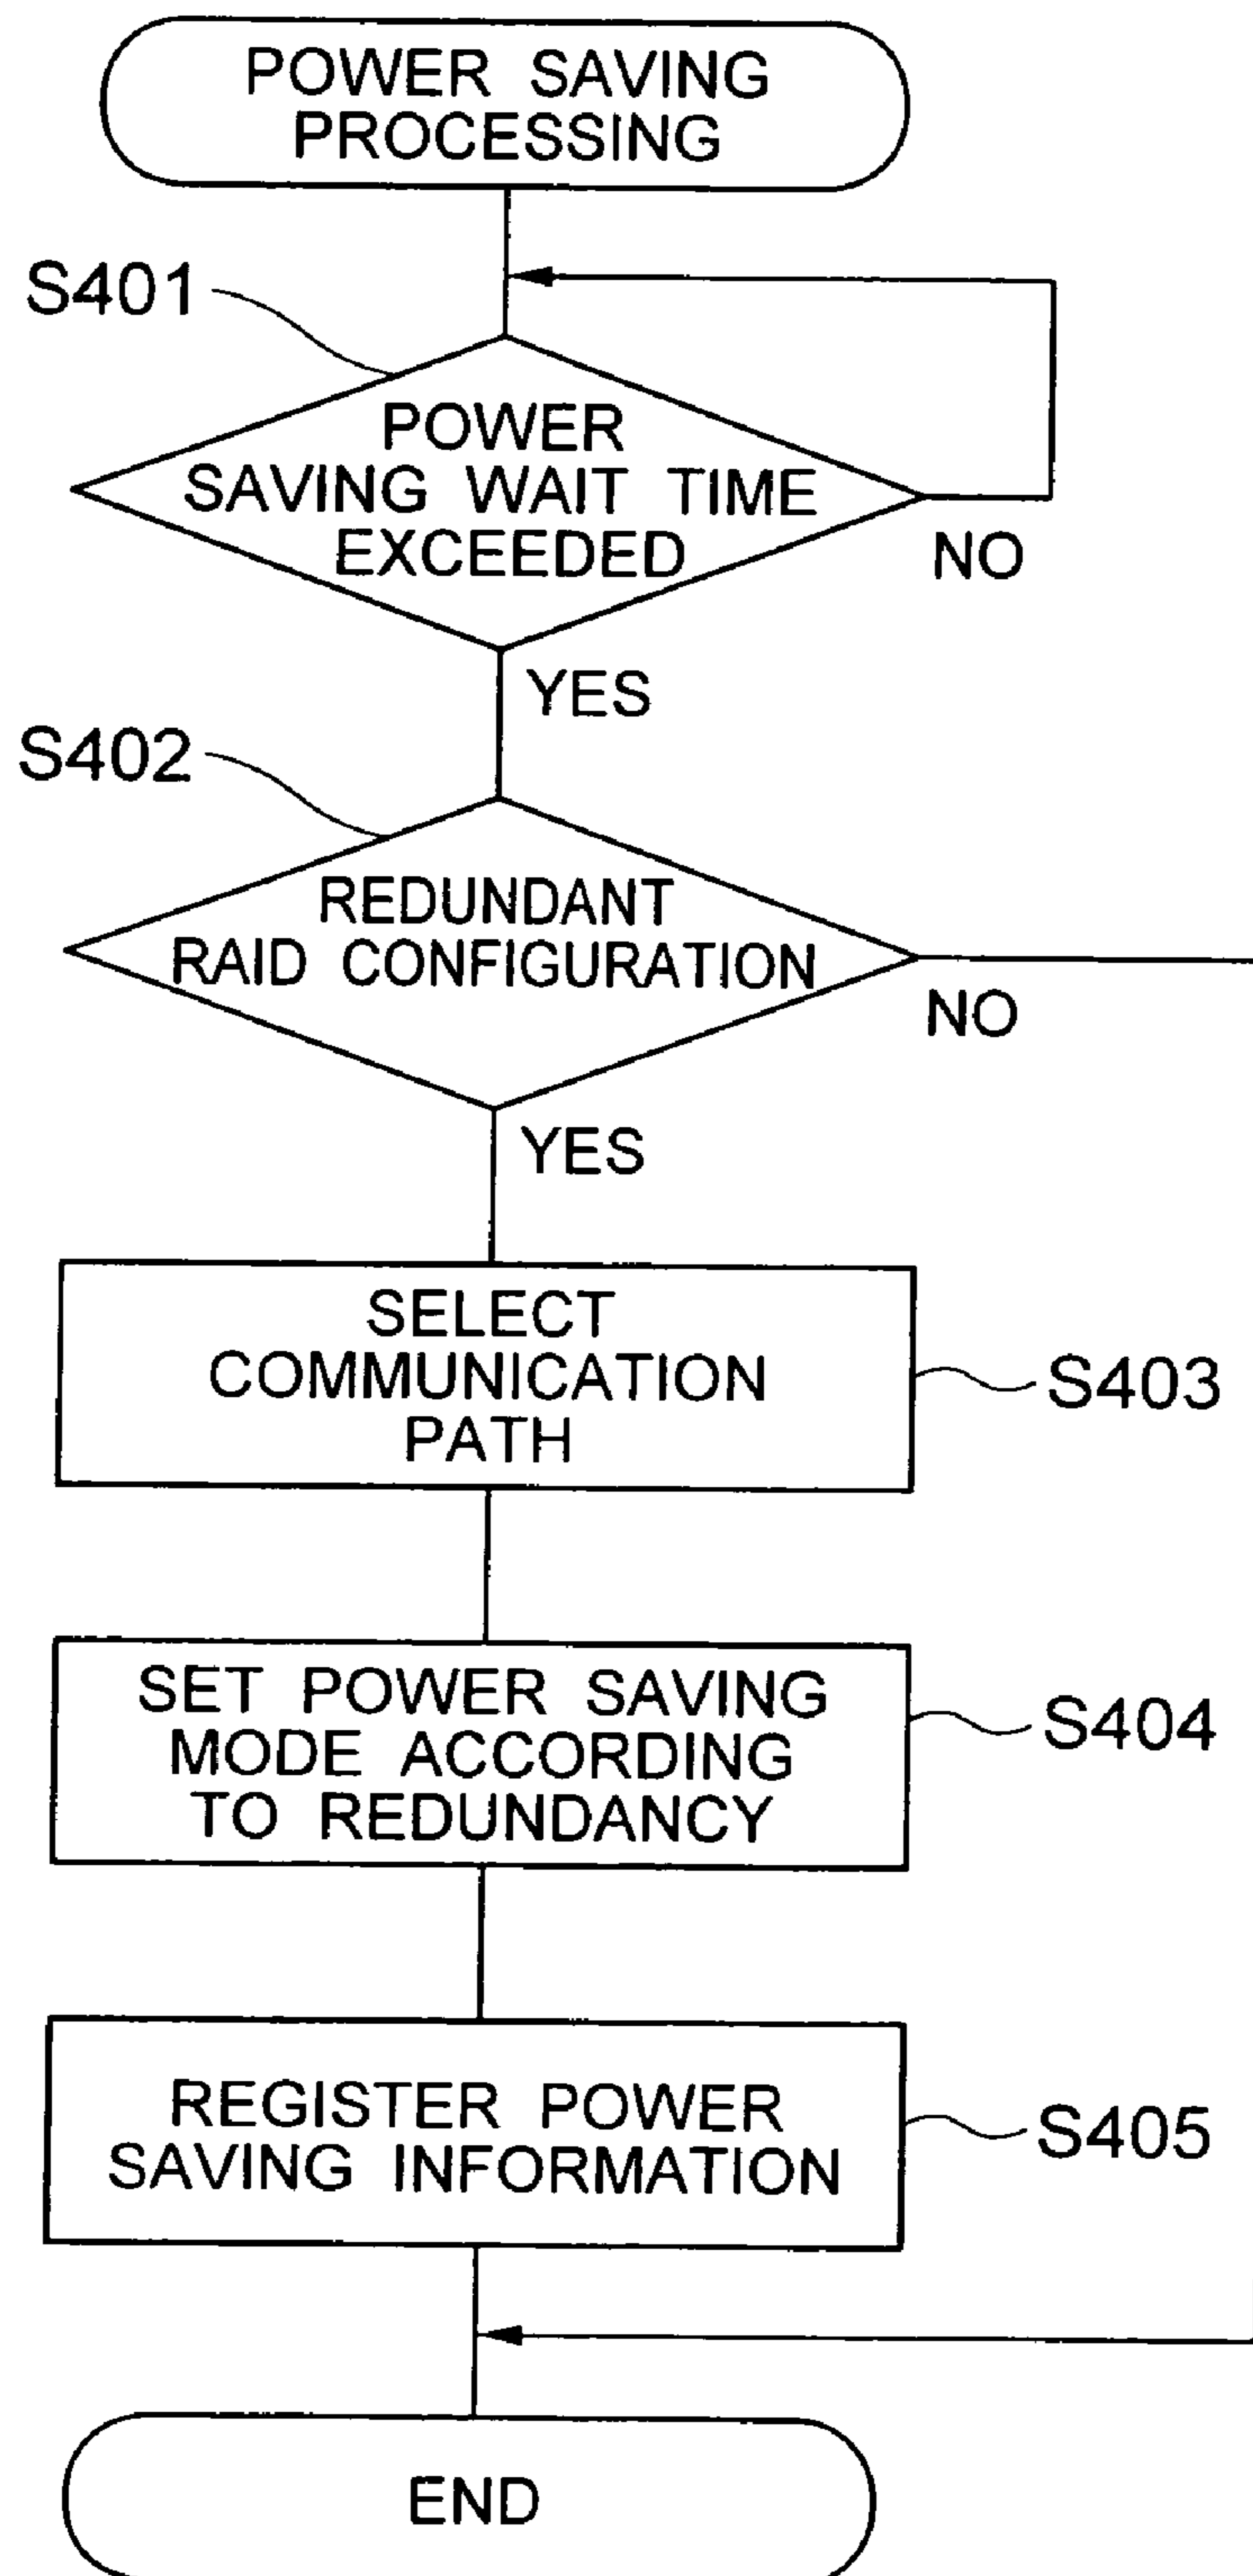 POWER SAVING
PROCESSING
S401
POWER
SAVING WAIT TIME
EXCEEDED
NO
YES
S402
REDUNDANT
RAID CONFIGURATION
NO
YES
SELECT
COMMUNICATION
PATH
S403
SET POWER SAVING
MODE ACCORDING
TO REDUNDANCY
S404
REGISTER POWER
SAVING INFORMATION
S405
END